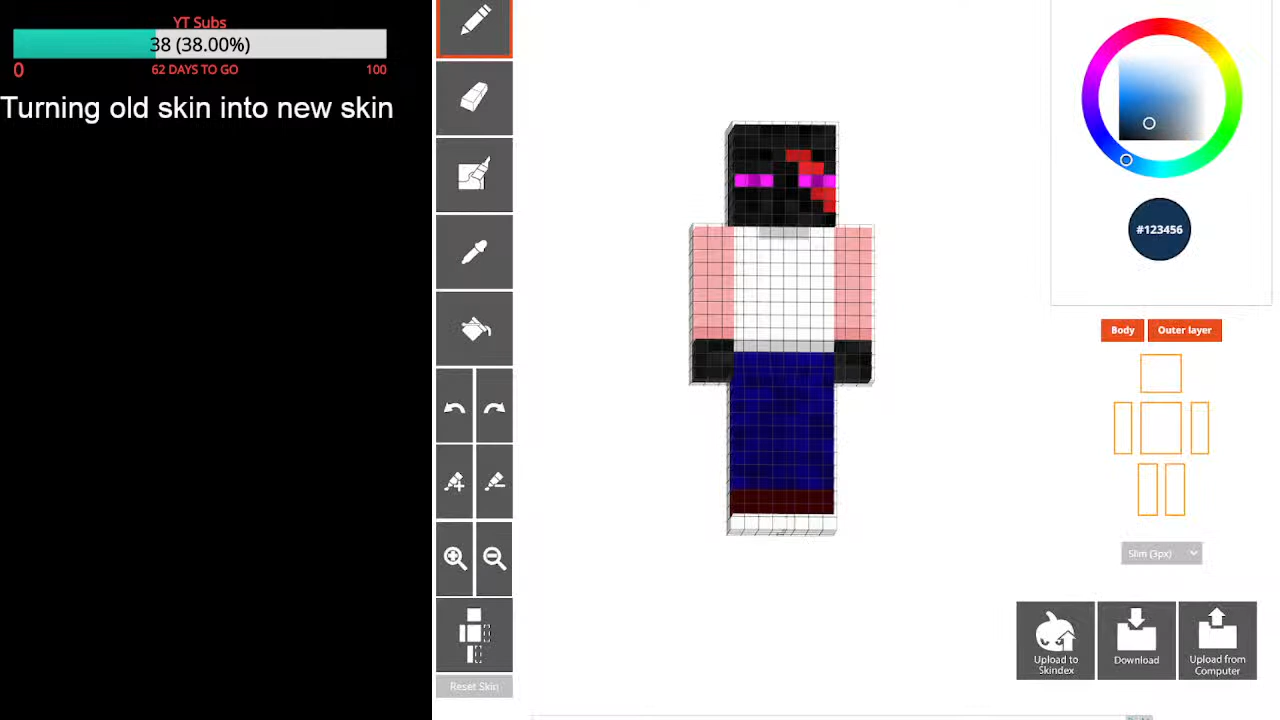 YT Subs
38 (38.00%)
0
62 DAYS TO GO
100
Turning old skin into new skin
#123456
Body
Outer layer
Slim (3px)
Upload to
Skindex
Download
Upload from
Computer
Reset Skin